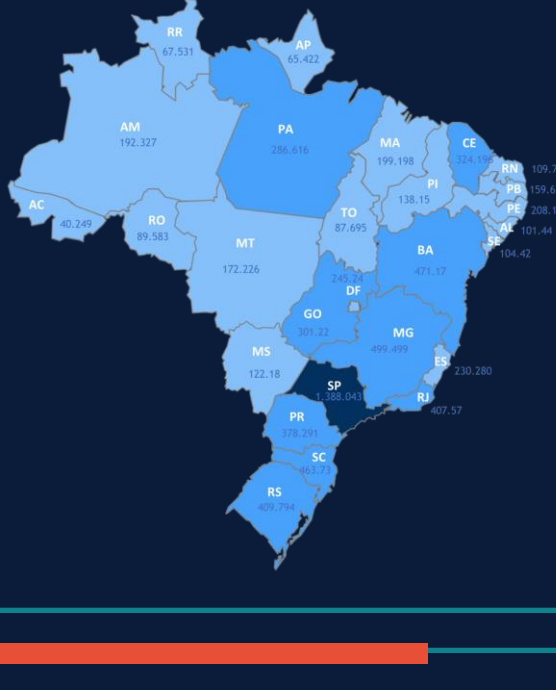 RR
67.531
AP
65.422
AM
192.327
PA
286.616
MA
199.198
CE
RN
PI
138.15
PB
PE
AL
101.44
SE
104.42
AC
40.249
RO
89.583
TO
87.695
MT
172.226
BA
471.17
245.24
DF
GO
301.22
MG
499.499
MS
122.18
ES
230.280
SP
1.388.043
RJ
407.57
PR
378.291
SC
463.73
RS
409.794